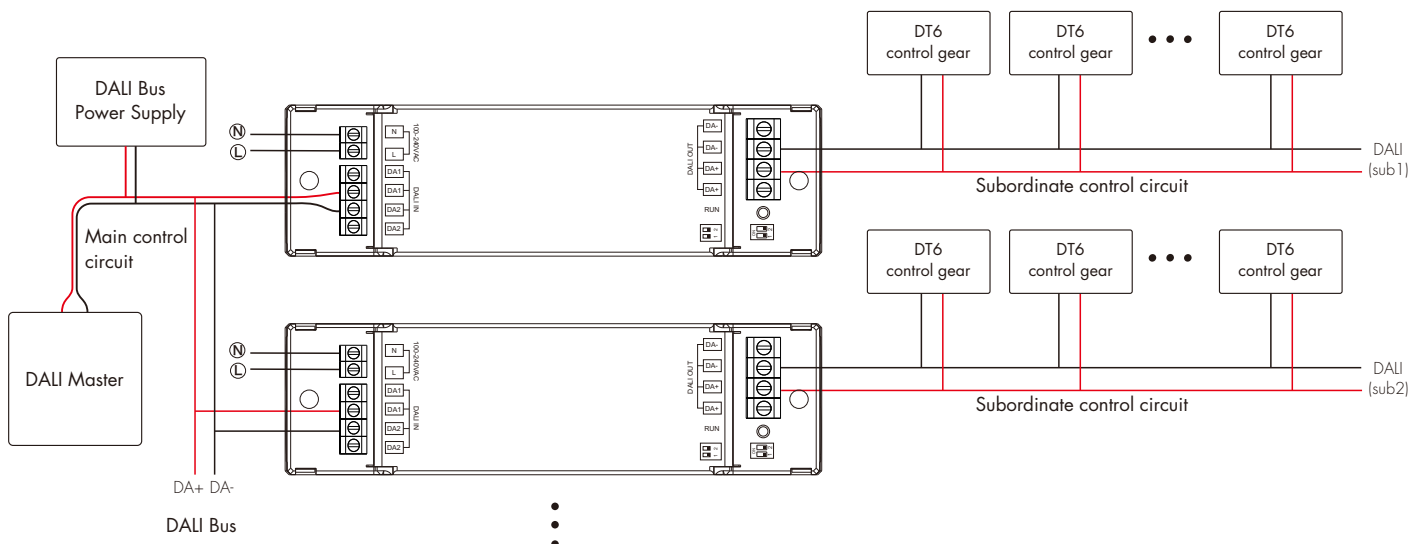 DALI Bus
Power Supply
N
L
N
L
100-240VAC
DA1
DA1
DA2
DA2
DALI IN
DA-
DA-
DA+
DA+
DALI OUT
RUN
DT6
control gear
DT6
control gear
DT6
control gear
DALI
(sub1)
Subordinate control circuit
Main control
circuit
DALI Master
N
L
N
L
100-240VAC
DA1
DA1
DA2
DA2
DALI IN
DA-
DA-
DA+
DA+
DALI OUT
RUN
DT6
control gear
DT6
control gear
DT6
control gear
DALI
(sub2)
Subordinate control circuit
DA+ DA-
DALI Bus